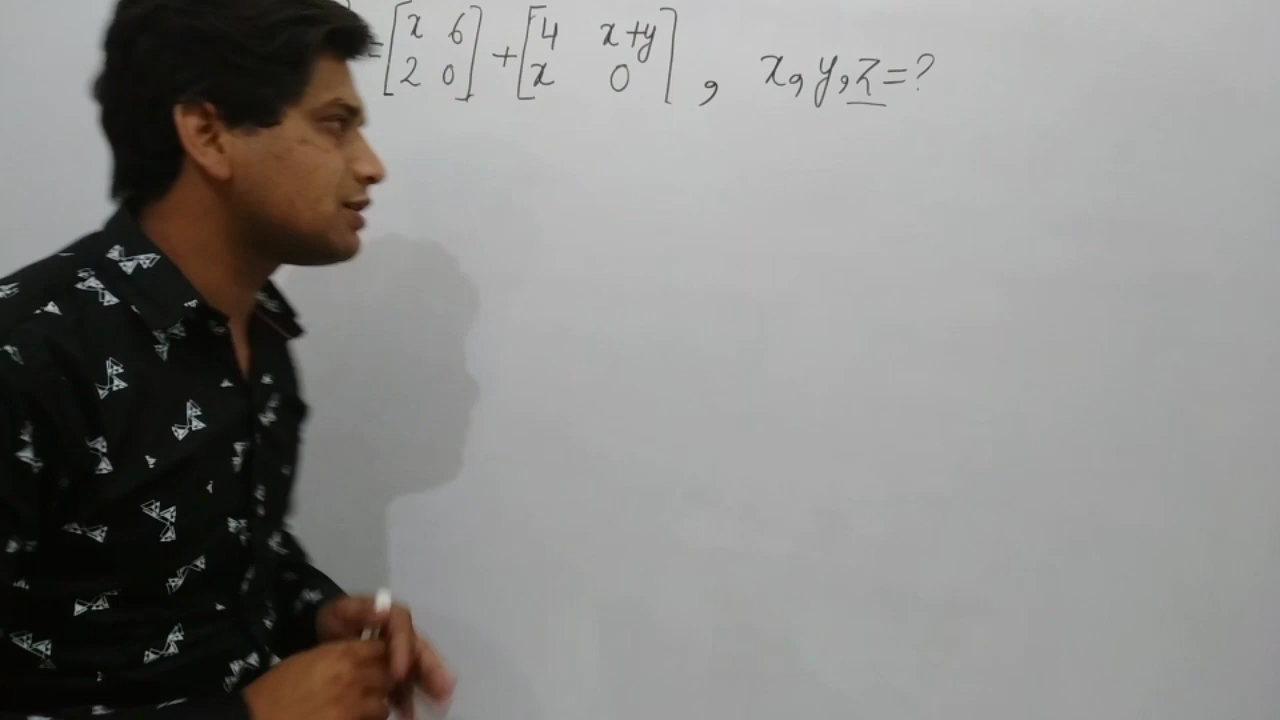 = [x 6] + [4 x+y] , x, y, z = ?
[2 0] [x 0]